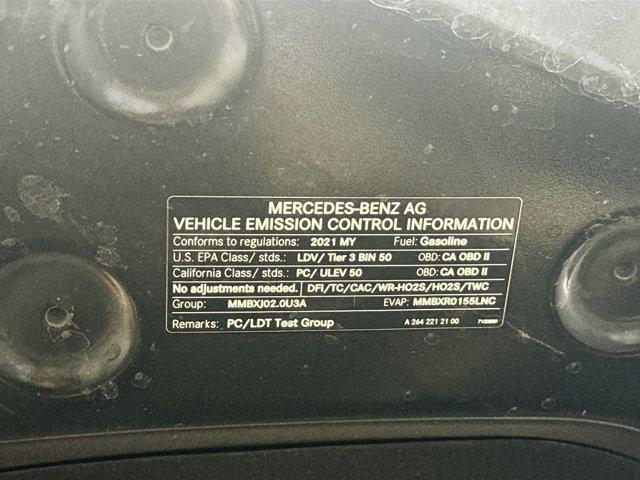 MERCEDES-BENZ AG
VEHICLE EMISSION CONTROL INFORMATION
Conforms to regulations: 2021 MY Fuel: Gasoline
U.S. EPA Class/ stds.: LDV/ Tier 3 BIN 50 OBD: CA OBD II
California Class/ stds.: PC/ ULEV 50 OBD: CA OBD II
No adjustments needed. DFI/TC/CAC/WR-HO2S/HO2S/TWC
Group: MMBXJ02.0U3A EVAP: MMBXR0155LNC
Remarks: PC/LDT Test Group A 264 221 21 00